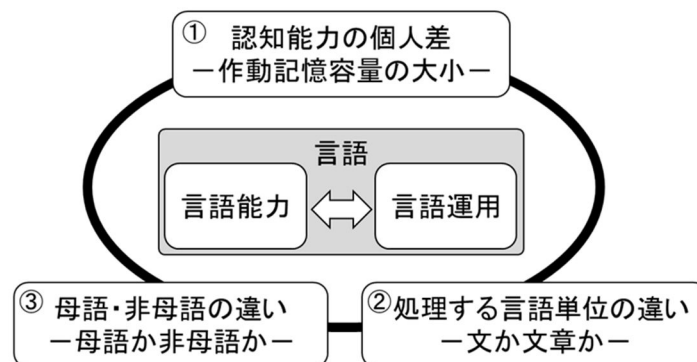 ① 認知能力の個人差
－作動記憶容量の大小－
言語
言語能力
言語運用
③ 母語・非母語の違い
－母語か非母語か－
② 処理する言語単位の違い
－文か文章か－